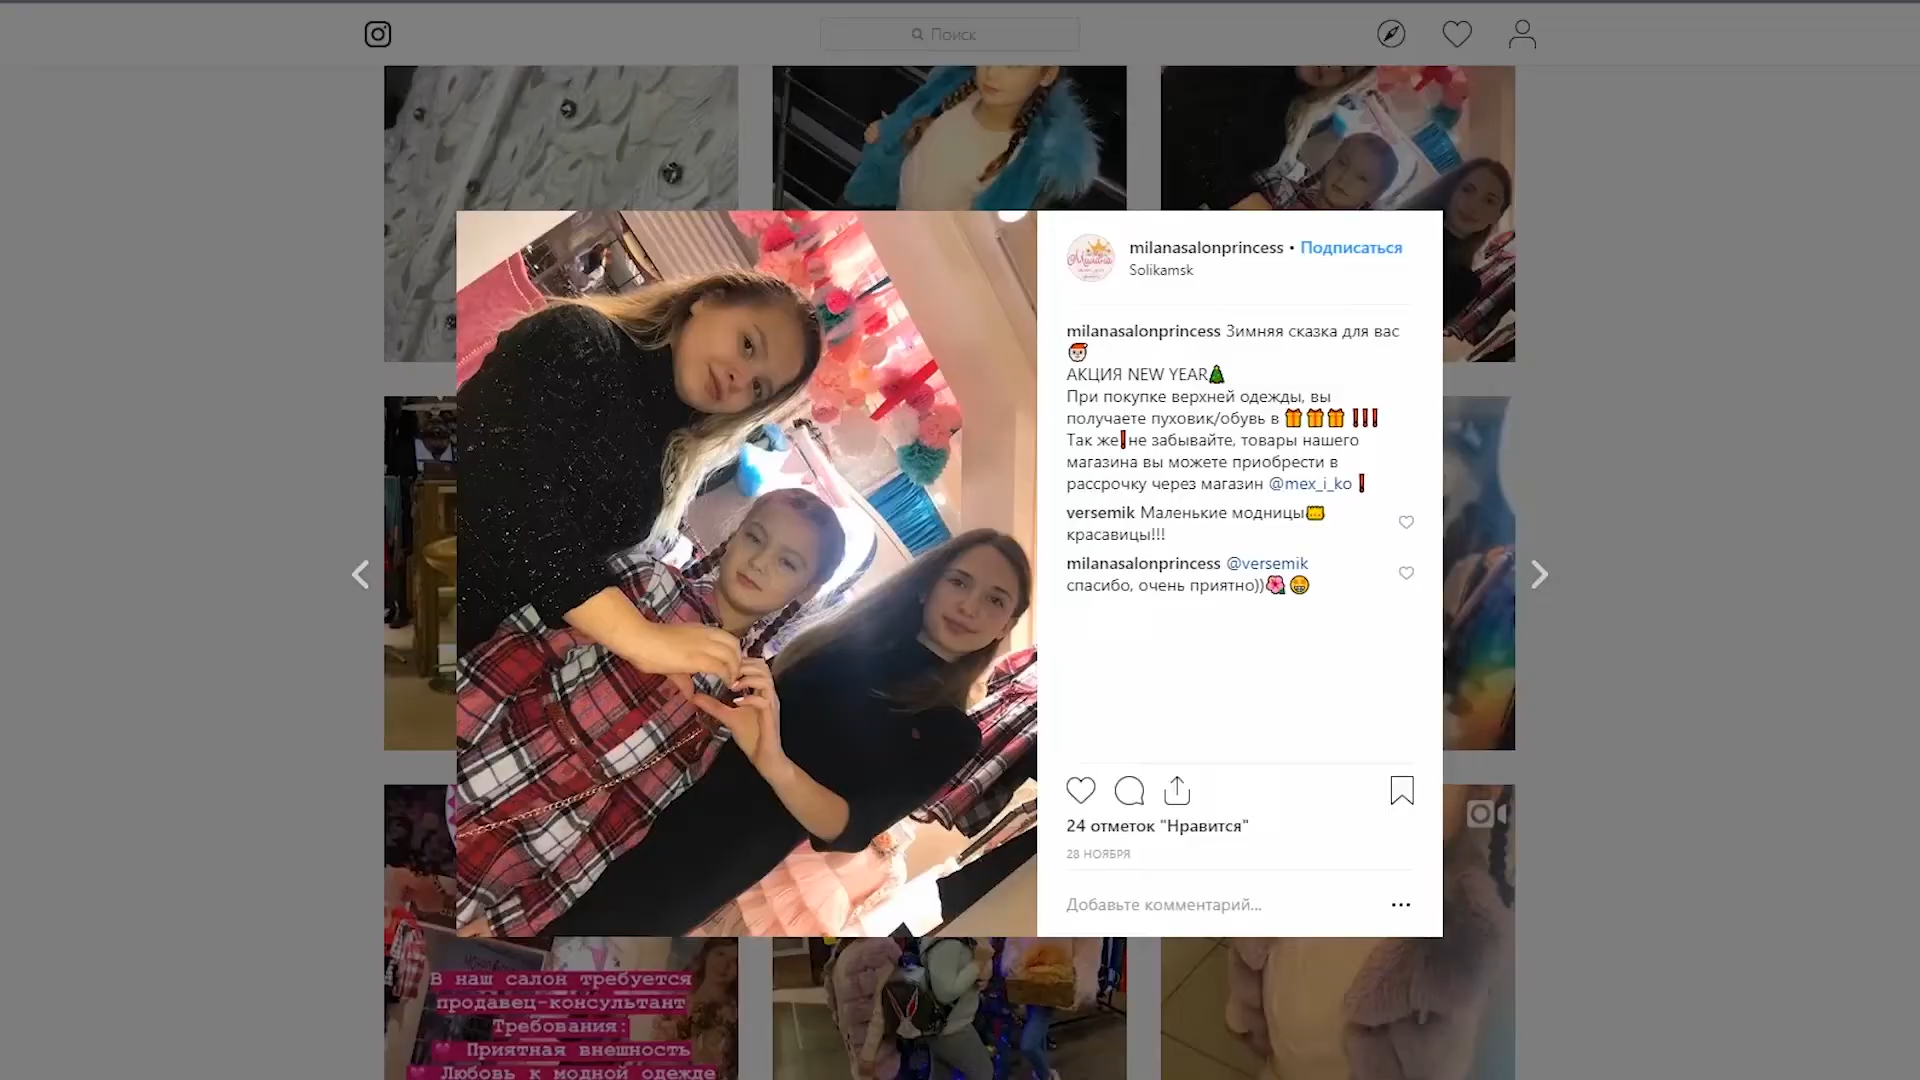 Поиск
milanasalonprincess • Подписаться
Solikamsk
milanasalonprincess Зимняя сказка для вас
🎅
АКЦИЯ NEW YEAR🎄
При покупке верхней одежды, вы
получаете пуховик/обувь в 🎁🎁🎁❗❗❗
Так же❗не забывайте, товары нашего
магазина вы можете приобрести в
рассрочку через магазин @mex_i_ko❗
versemik Маленькие модницы
красавицы!!!
milanasalonprincess @versemik
спасибо, очень приятно))🌺😁
24 отметок "Нравится"
28 НОЯБРЯ
Добавьте комментарий...
В наш салон требуется
продавец-консультант
Требования:
Приятная внешность
Любовь к модной одежде